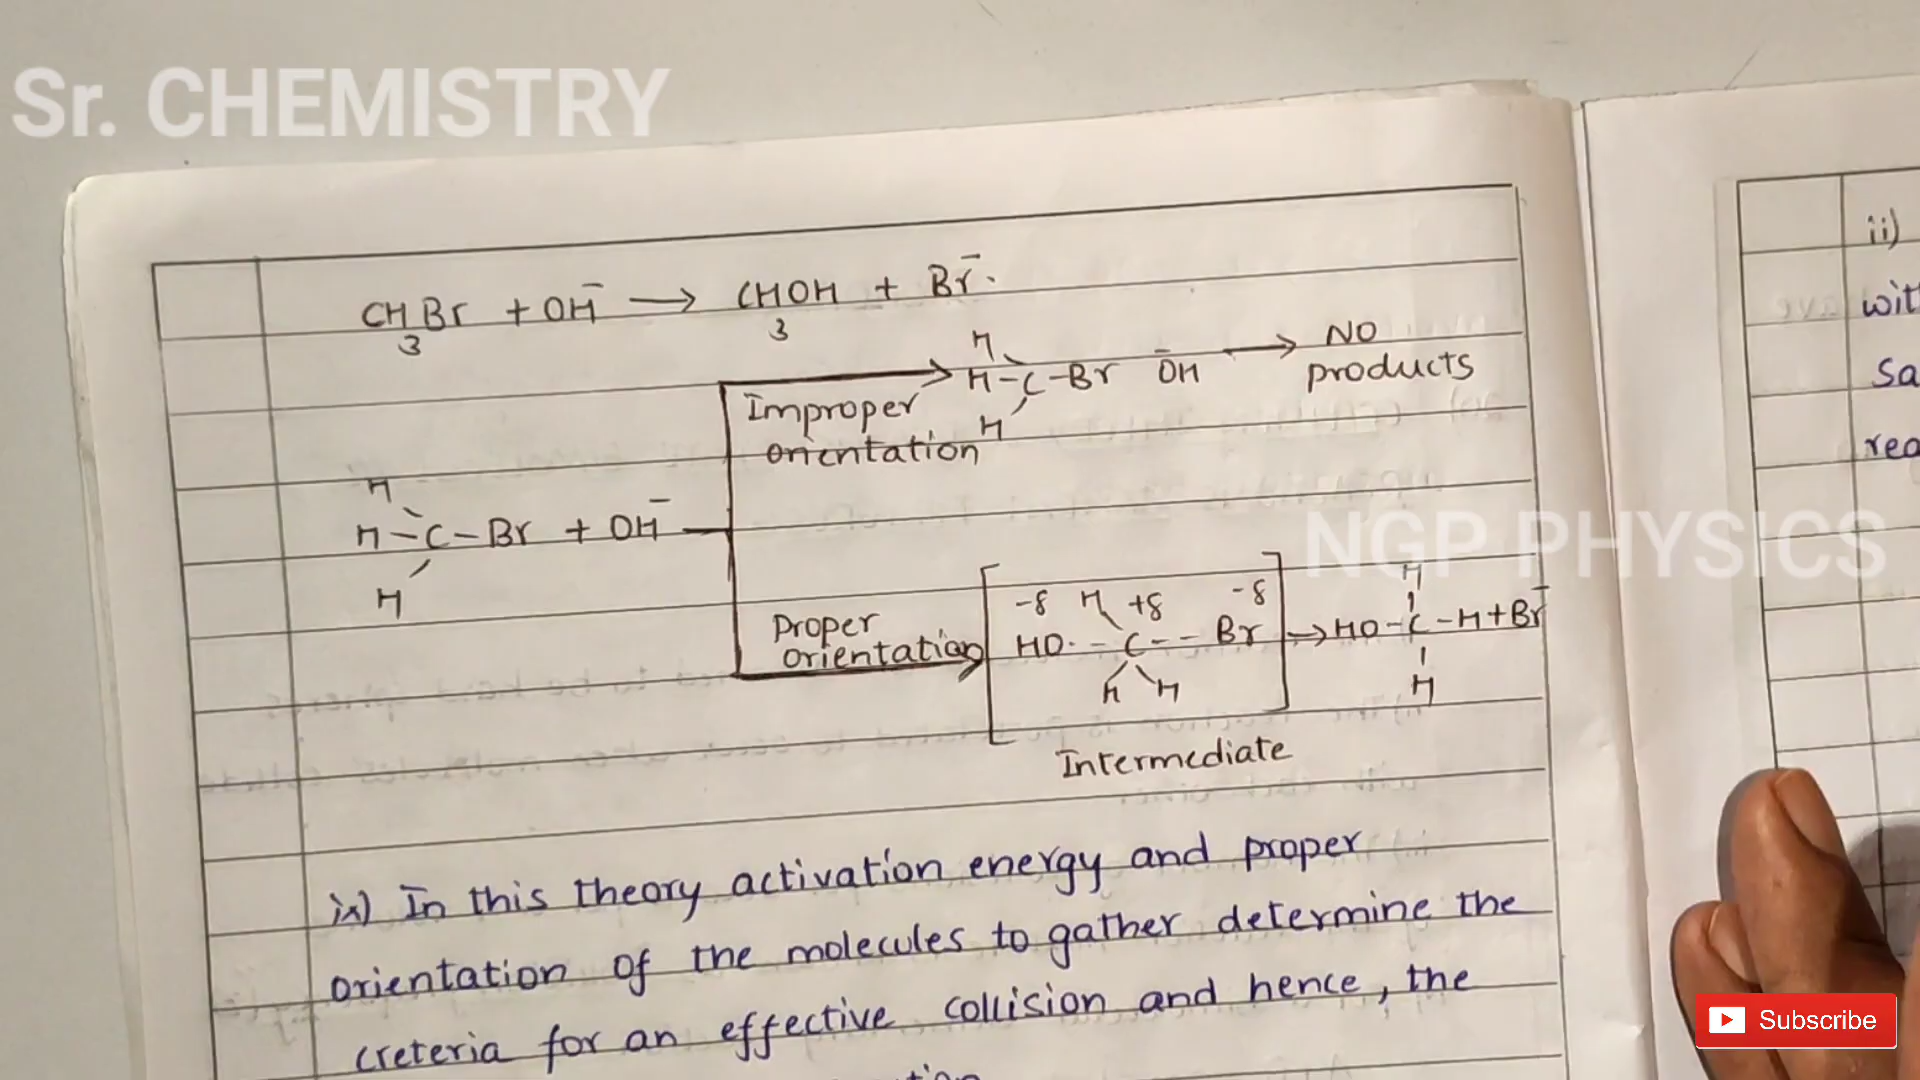 Sr. CHEMISTRY
CH3Br + OH⁻ → CH3OH + Br⁻.
H
H-C-Br ŌH → NO products
H
Improper
orientation
H
H-C-Br + OH⁻
H
NGP PHYSICS
Proper
orientation
-δ H +δ -δ
HO·--C--Br → HO-C-H+Br⁻
H H
H
H
Intermediate
ix) In this theory activation energy and proper
orientation of the molecules to gather determine the
creteria for an effective collision and hence, the
ii)
with
Sa
rea
Subscribe